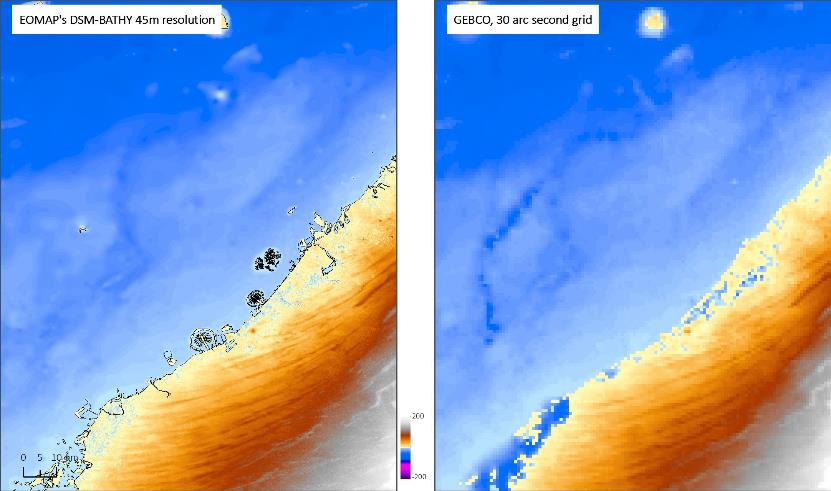 EOMAP's DSM-BATHY 45m resolution
GEBCO, 30 arc second grid
200
-200
0 5 10 km